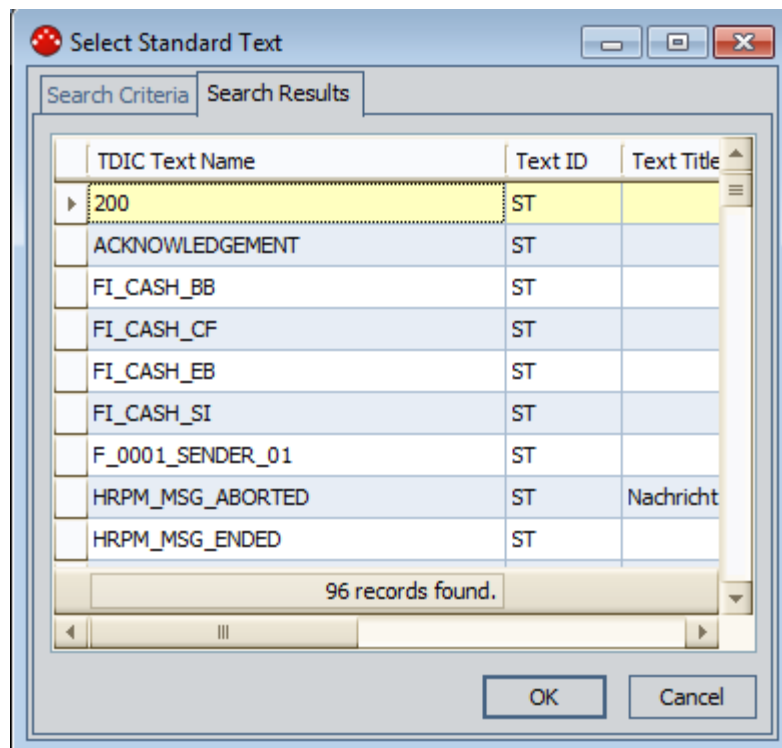 Select Standard Text
Search Criteria Search Results
TDIC Text Name Text ID Text Title
200 ST
ACKNOWLEDGEMENT ST
FI_CASH_BB ST
FI_CASH_CF ST
FI_CASH_EB ST
FI_CASH_SI ST
F_0001_SENDER_01 ST
HRPM_MSG_ABORTED ST Nachricht
HRPM_MSG_ENDED ST
96 records found.
OK Cancel